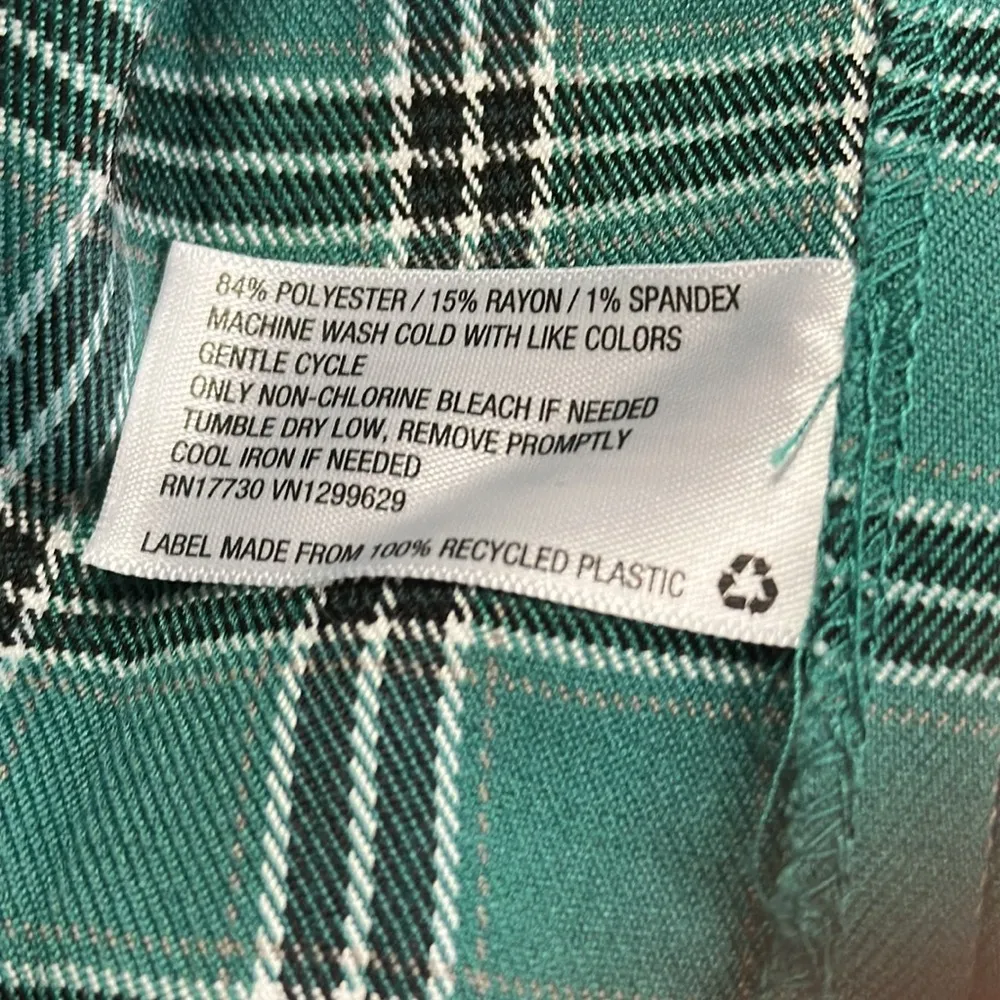 84% POLYESTER / 15% RAYON / 1% SPANDEX
MACHINE WASH COLD WITH LIKE COLORS
GENTLE CYCLE
ONLY NON-CHLORINE BLEACH IF NEEDED
TUMBLE DRY LOW, REMOVE PROMPTLY
COOL IRON IF NEEDED
RN17730 VN1299629
LABEL MADE FROM 100% RECYCLED PLASTIC